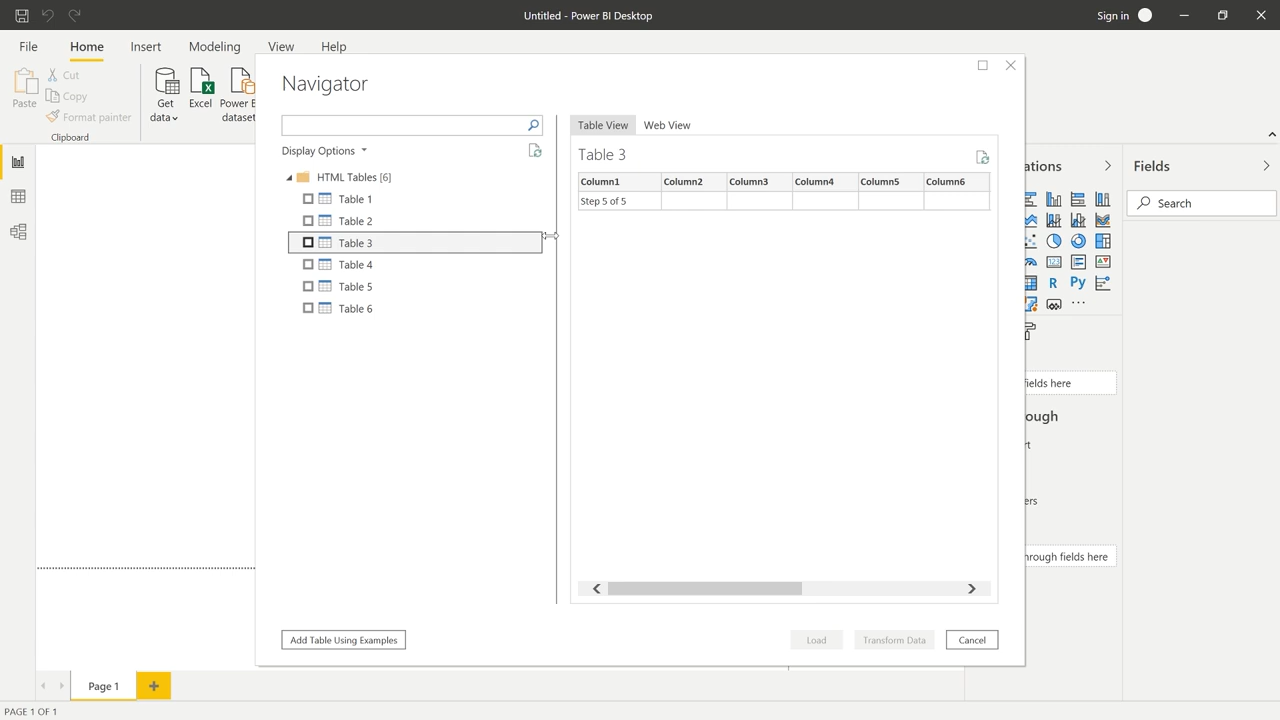 Untitled - Power BI Desktop
Sign in
File Home Insert Modeling View Help
Paste
Cut
Copy
Format painter
Clipboard
Get data
Excel
Power B
dataset
Navigator
Display Options
HTML Tables [6]
Table 1
Table 2
Table 3
Table 4
Table 5
Table 6
Table View Web View
Table 3
Column1 Column2 Column3 Column4 Column5 Column6
Step 5 of 5
Add Table Using Examples
Load Transform Data Cancel
ations
R Py
fields here
ough
rt
ers
hrough fields here
Fields
Search
Page 1
PAGE 1 OF 1